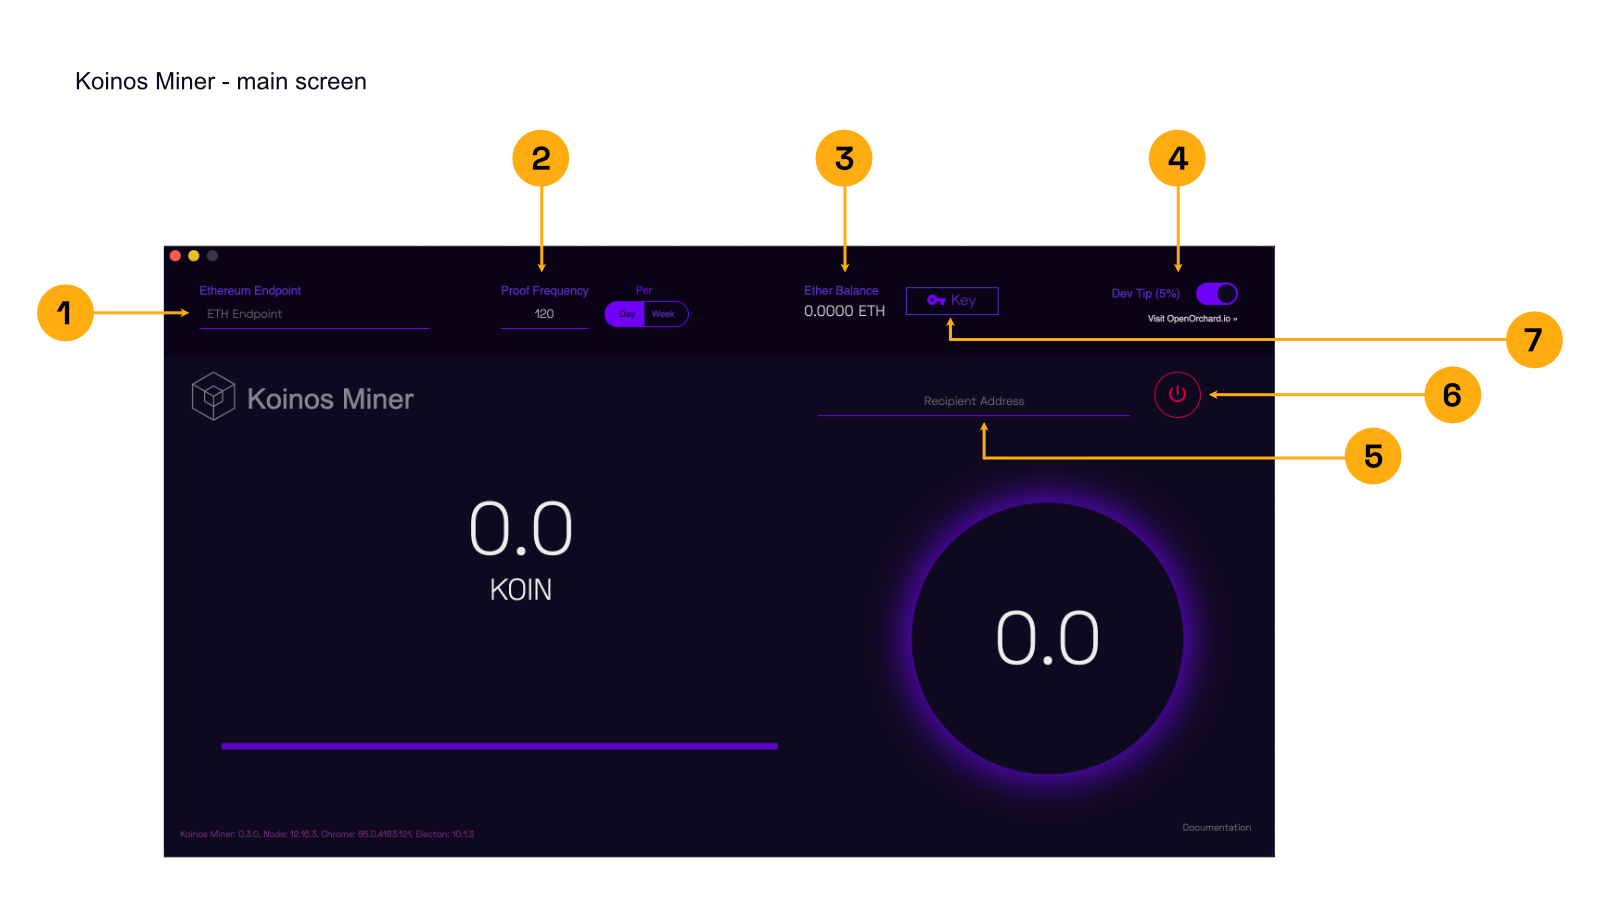 Koinos Miner - main screen
2
3
4
1
Ethereum Endpoint
ETH Endpoint
Proof Frequency
120
Per
Day
Week
Ether Balance
0.0000 ETH
Key
Dev Tip (5%)
Visit OpenOrchard.io »
7
Koinos Miner
Recipient Address
6
5
0.0
KOIN
0.0
Koinos Miner: 0.3.0, Node: 12.16.3, Chrome: 85.0.4183.121, Electon: 10.1.3
Documentation